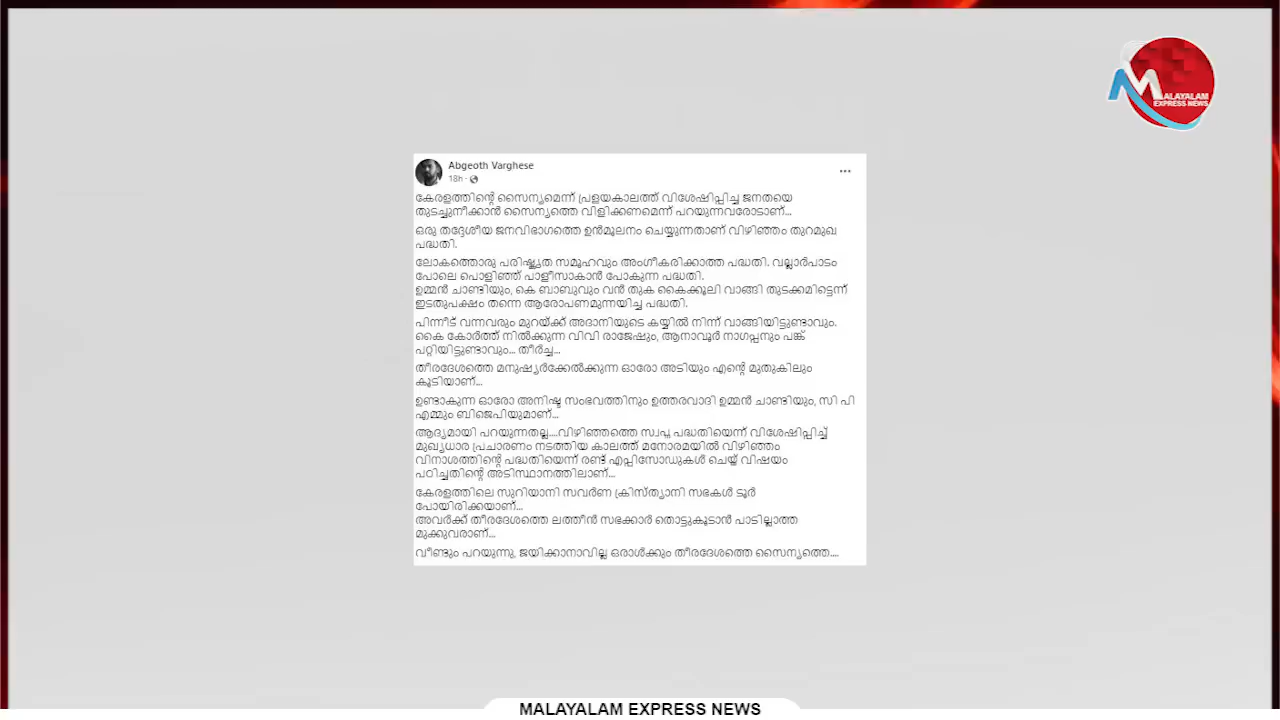 MALAYALAM
EXPRESS NEWS
Abgeoth Varghese
18h ·
കേരളത്തിന്റെ സൈന്യമെന്ന് പ്രളയകാലത്ത് വിശേഷിപ്പിച്ച ജനതയെ
തുടച്ചുനീക്കാൻ സൈന്യത്തെ വിളിക്കണമെന്ന് പറയുന്നവരോടാണ്...
ഒരു തദ്ദേശീയ ജനവിഭാഗത്തെ ഉൻമൂലനം ചെയ്യുന്നതാണ് വിഴിഞ്ഞം തുറമുഖ
പദ്ധതി.
ലോകത്തൊരു പരിഷ്കൃത സമൂഹവും അംഗീകരിക്കാത്ത പദ്ധതി. വല്ലാർപാടം
പോലെ പൊളിഞ്ഞ് പാളീസാകാൻ പോകുന്ന പദ്ധതി.
ഉമ്മൻ ചാണ്ടിയും, കെ ബാബുവും വൻ തുക കൈക്കൂലി വാങ്ങി തുടക്കമിട്ടെന്ന്
ഇടതുപക്ഷം തന്നെ ആരോപണമുന്നയിച്ച പദ്ധതി.
പിന്നീട് വന്നവരും മുറയ്ക്ക് അദാനിയുടെ കയ്യിൽ നിന്ന് വാങ്ങിയിട്ടുണ്ടാവും.
കൈ കോർത്ത് നിൽക്കുന്ന വിവി രാജേഷും, ആനാവൂർ നാഗപ്പനും പങ്ക്
പറ്റിയിട്ടുണ്ടാവും... തീർച്ച...
തീരദേശത്തെ മനുഷ്യർക്കേൽക്കുന്ന ഓരോ അടിയും എന്റെ മുതുകിലും
കൂടിയാണ്...
ഉണ്ടാകുന്ന ഓരോ അനിഷ്ട സംഭവത്തിനും ഉത്തരവാദി ഉമ്മൻ ചാണ്ടിയും, സി പി
എമ്മും ബിജെപിയുമാണ്...
ആദ്യമായി പറയുന്നതല്ല....വിഴിഞ്ഞത്തെ സ്വപ്ന പദ്ധതിയെന്ന് വിശേഷിപ്പിച്ച്
മുഖ്യധാര പ്രചാരണം നടത്തിയ കാലത്ത് മനോരമയിൽ വിഴിഞ്ഞം
വിനാശത്തിന്റെ പദ്ധതിയെന്ന് രണ്ട് എപ്പിസോഡുകൾ ചെയ്ത് വിഷയം
പഠിച്ചതിന്റെ അടിസ്ഥാനത്തിലാണ്...
കേരളത്തിലെ സുറിയാനി സവർണ ക്രിസ്ത്യാനി സഭകൾ ടൂർ
പോയിരിക്കയാണ്...
അവർക്ക് തീരദേശത്തെ ലത്തീൻ സഭക്കാർ തൊട്ടുകൂടാൻ പാടില്ലാത്ത
മുക്കുവരാണ്...
വീണ്ടും പറയുന്നു, ജയിക്കാനാവില്ല ഒരാൾക്കും തീരദേശത്തെ സൈന്യത്തെ....
MALAYALAM EXPRESS NEWS